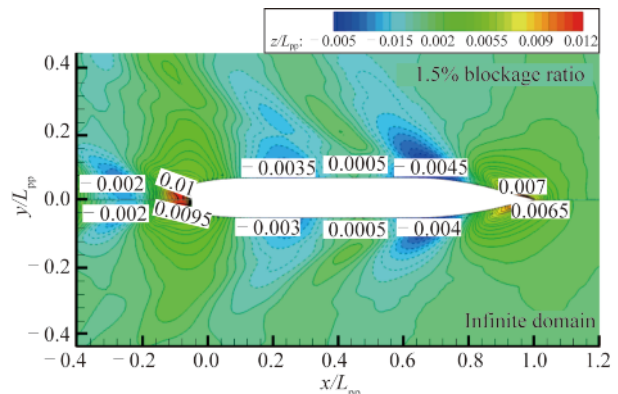 z/Lpp: −0.005 −0.0015 0.002 0.0055 0.009 0.012
1.5% blockage ratio
0.4
0.2
0.0
−0.2
−0.4
y/Lpp
−0.002 0.01 −0.0035 0.0005 −0.0045 0.007
−0.002 0.0095 −0.003 0.0005 −0.004 0.0065
Infinite domain
−0.4 −0.2 0.0 0.2 0.4 0.6 0.8 1.0 1.2
x/Lpp